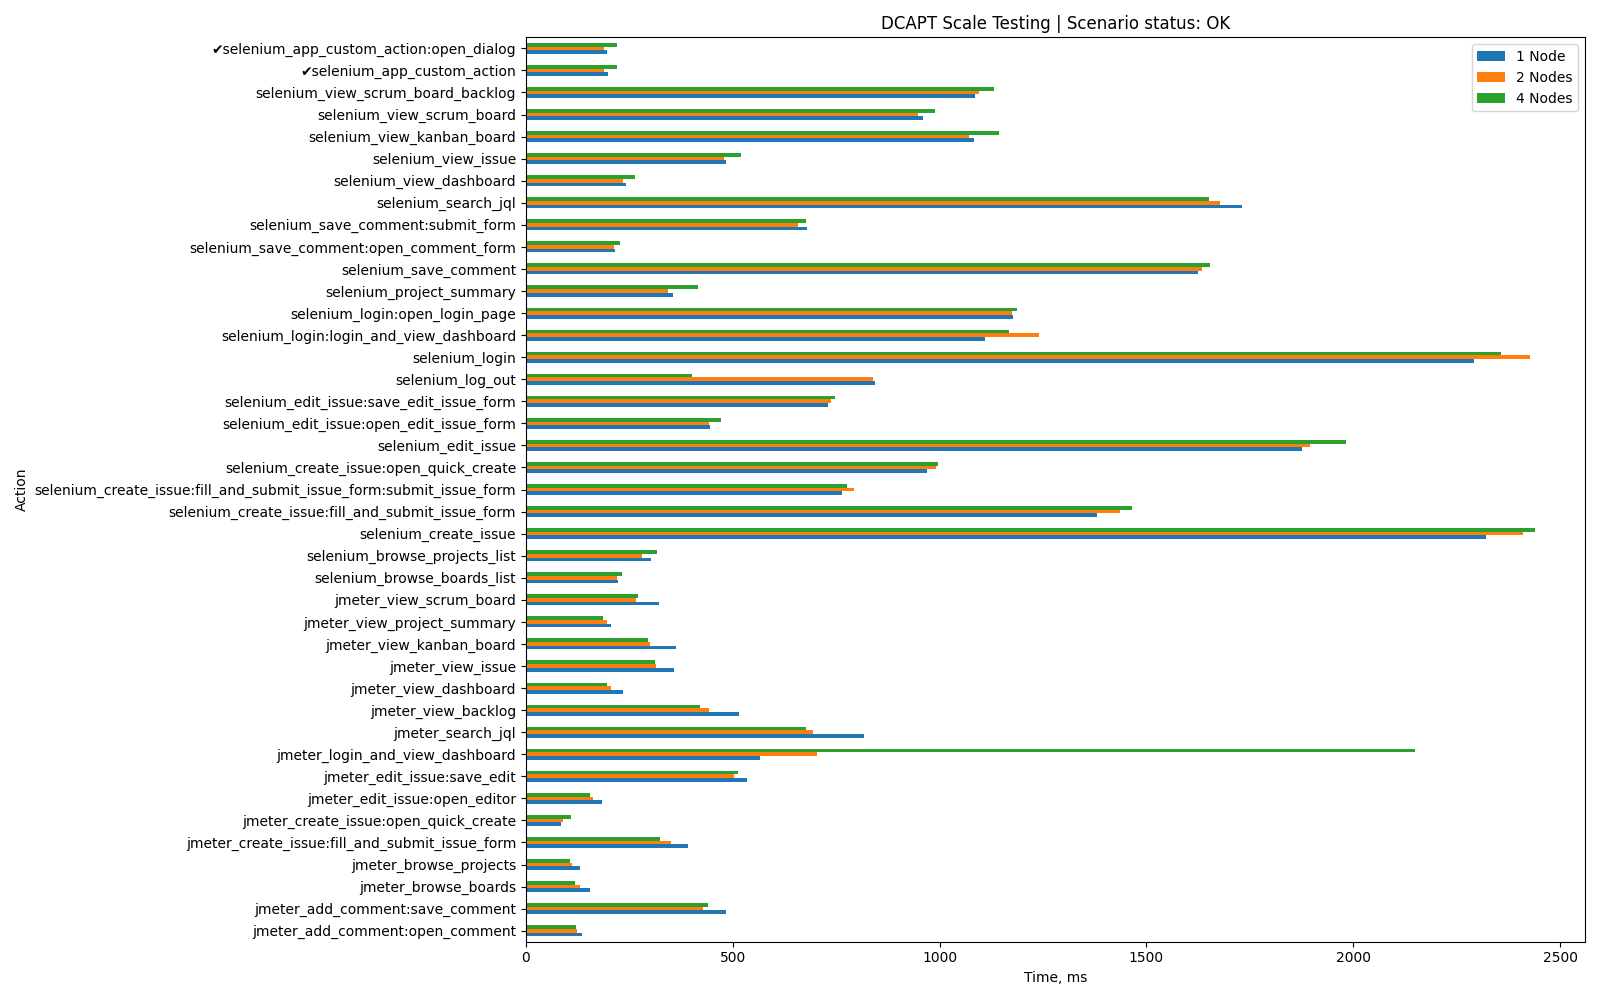 DCAPT Scale Testing | Scenario status: OK
✔selenium_app_custom_action:open_dialog
✔selenium_app_custom_action
selenium_view_scrum_board_backlog
selenium_view_scrum_board
selenium_view_kanban_board
selenium_view_issue
selenium_view_dashboard
selenium_search_jql
selenium_save_comment:submit_form
selenium_save_comment:open_comment_form
selenium_save_comment
selenium_project_summary
selenium_login:open_login_page
selenium_login:login_and_view_dashboard
selenium_login
selenium_log_out
selenium_edit_issue:save_edit_issue_form
selenium_edit_issue:open_edit_issue_form
selenium_edit_issue
selenium_create_issue:open_quick_create
selenium_create_issue:fill_and_submit_issue_form:submit_issue_form
selenium_create_issue:fill_and_submit_issue_form
selenium_create_issue
selenium_browse_projects_list
selenium_browse_boards_list
jmeter_view_scrum_board
jmeter_view_project_summary
jmeter_view_kanban_board
jmeter_view_issue
jmeter_view_dashboard
jmeter_view_backlog
jmeter_search_jql
jmeter_login_and_view_dashboard
jmeter_edit_issue:save_edit
jmeter_edit_issue:open_editor
jmeter_create_issue:open_quick_create
jmeter_create_issue:fill_and_submit_issue_form
jmeter_browse_projects
jmeter_browse_boards
jmeter_add_comment:save_comment
jmeter_add_comment:open_comment
Action
1 Node
2 Nodes
4 Nodes
0 500 1000 1500 2000 2500
Time, ms